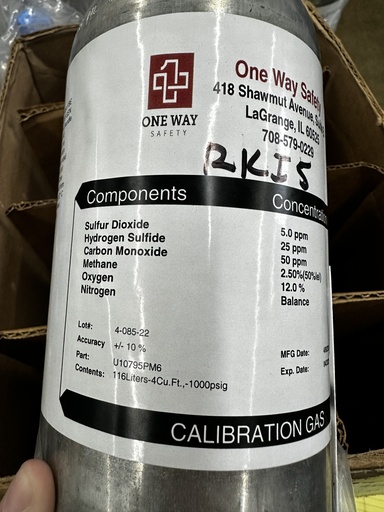 ONE WAY
SAFETY
One Way Safety
418 Shawmut Avenue,
LaGrange, IL 60525
708-579-0229
RKI 5
Components
Sulfur Dioxide 5.0 ppm
Hydrogen Sulfide 25 ppm
Carbon Monoxide 50 ppm
Methane 2.50%(50%lel)
Oxygen 12.0 %
Nitrogen Balance
Lot#: 4-085-22
Accuracy +/- 10 %
Part: U10795PM6
Contents: 116Liters-4Cu.Ft.,-1000psig
MFG Date:
Exp. Date:
CALIBRATION GAS